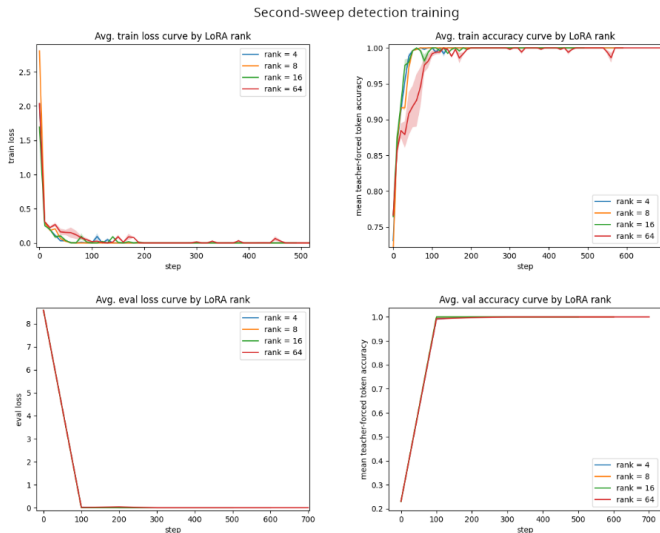 Second-sweep detection training
Avg. train loss curve by LoRA rank
rank = 4
rank = 8
rank = 16
rank = 64
2.5
2.0
1.5
1.0
0.5
0.0
train loss
0
100
200
300
400
500
step
Avg. train accuracy curve by LoRA rank
1.00
0.95
0.90
0.85
0.80
0.75
mean teacher-forced token accuracy
rank = 4
rank = 8
rank = 16
rank = 64
0
100
200
300
400
500
600
step
Avg. eval loss curve by LoRA rank
rank = 4
rank = 8
rank = 16
rank = 64
8
7
6
5
4
3
2
1
0
eval loss
0
100
200
300
400
500
600
700
step
Avg. val accuracy curve by LoRA rank
1.0
0.9
0.8
0.7
0.6
0.5
0.4
0.3
0.2
mean teacher-forced token accuracy
rank = 4
rank = 8
rank = 16
rank = 64
0
100
200
300
400
500
600
700
step